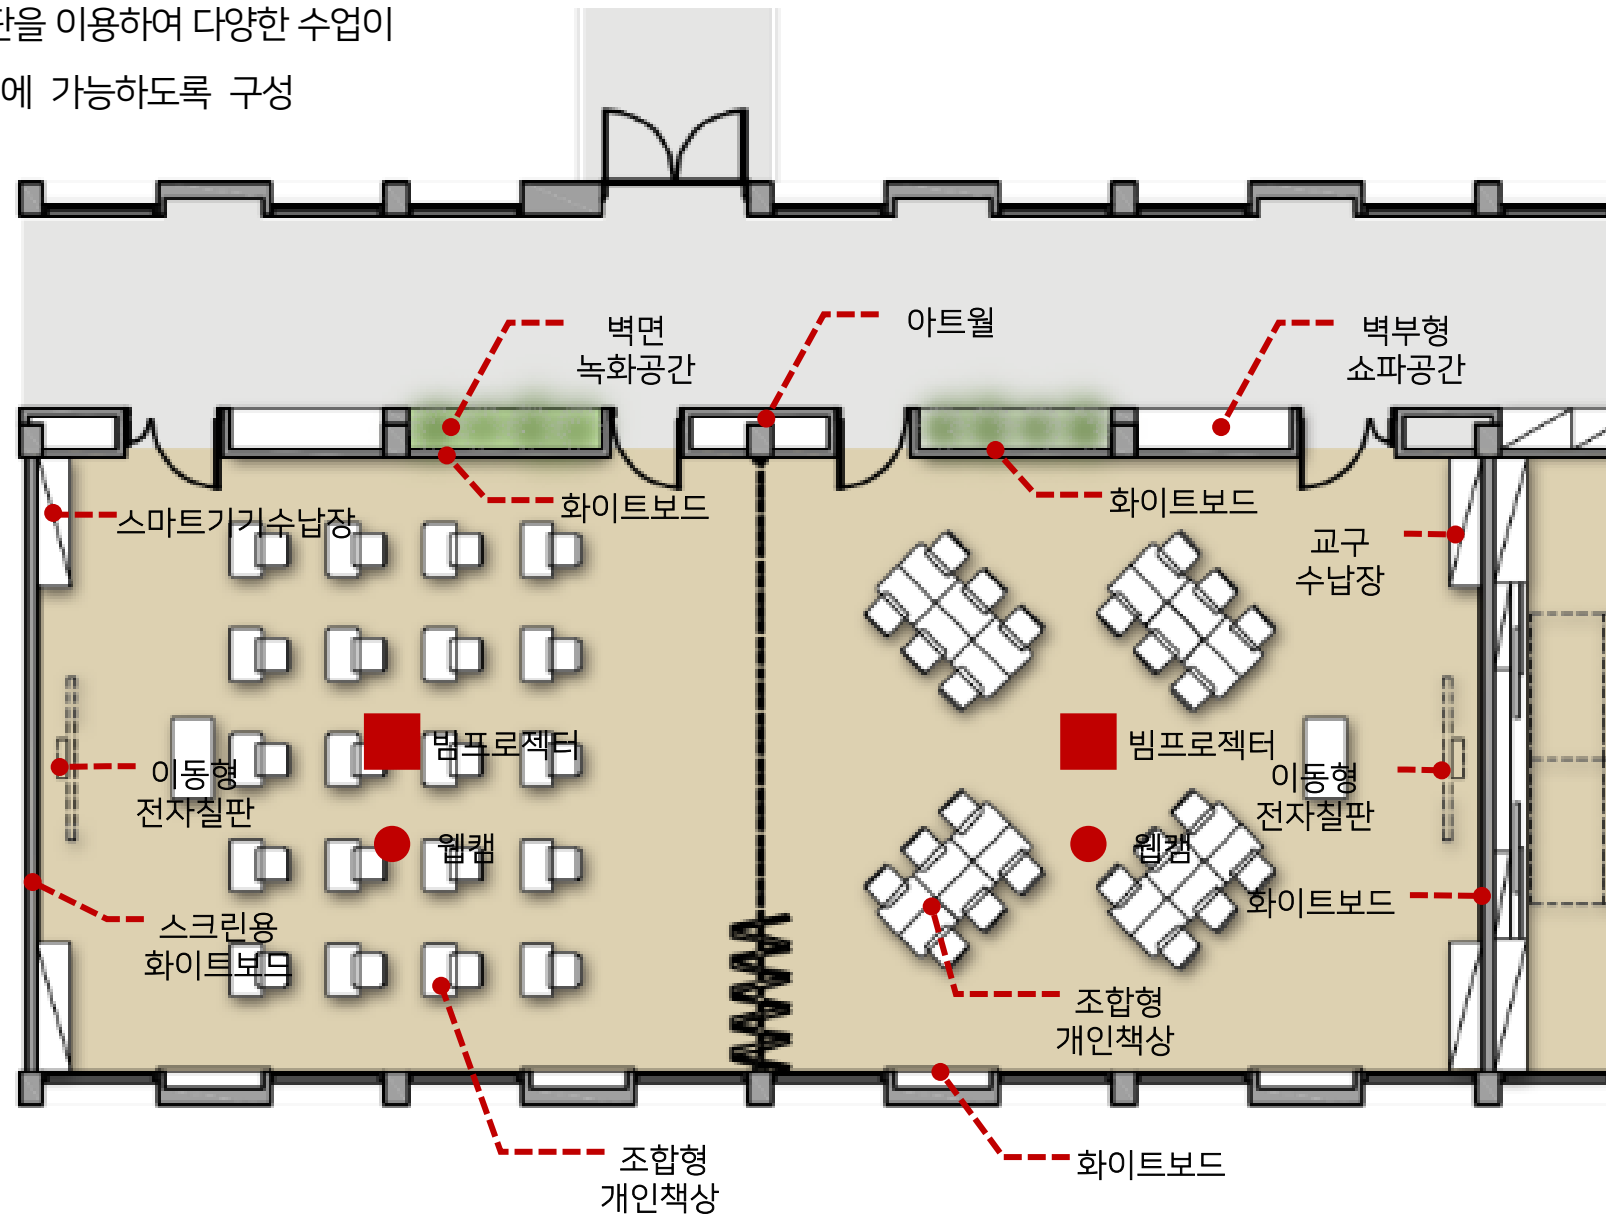 판을 이용하여 다양한 수업이
에 가능하도록 구성
벽면
녹화공간
아트월
벽부형
쇼파공간
스마트기기수납장
화이트보드
화이트보드
교구
수납장
빔프로젝터
빔프로젝터
이동형
전자칠판
이동형
전자칠판
웹캠
웹캠
화이트보드
스크린용
화이트보드
조합형
개인책상
조합형
개인책상
화이트보드